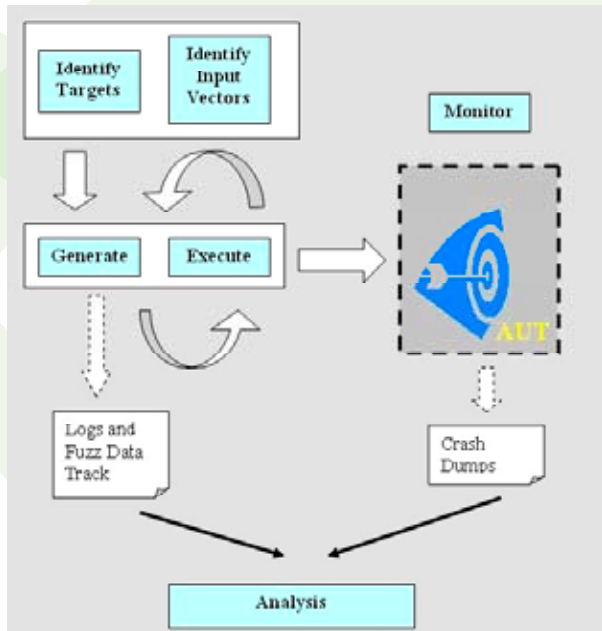 Identify
Targets
Identify
Input
Vectors
Monitor
Generate
Execute
AUT
Logs and
Fuzz Data
Track
Crash
Dumps
Analysis